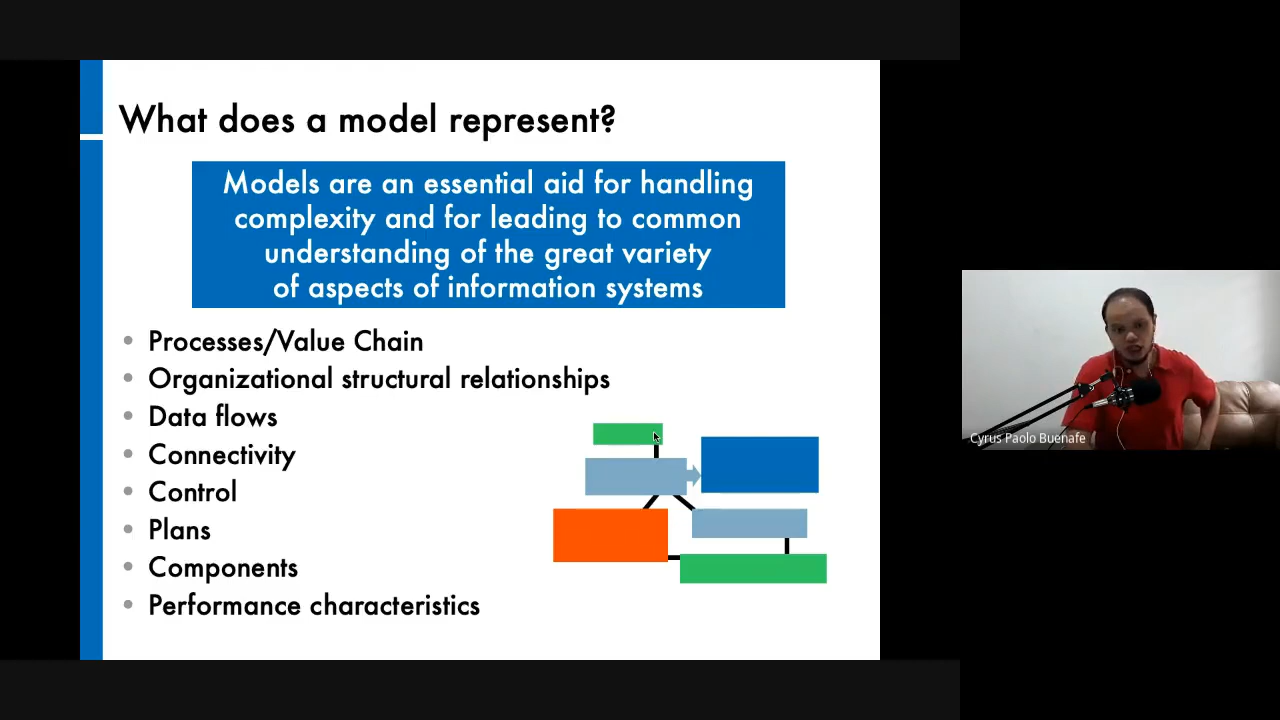 What does a model represent?
Models are an essential aid for handling
complexity and for leading to common
understanding of the great variety
of aspects of information systems
• Processes/Value Chain
• Organizational structural relationships
• Data flows
• Connectivity
• Control
• Plans
• Components
• Performance characteristics
Cyrus Paolo Buenafe